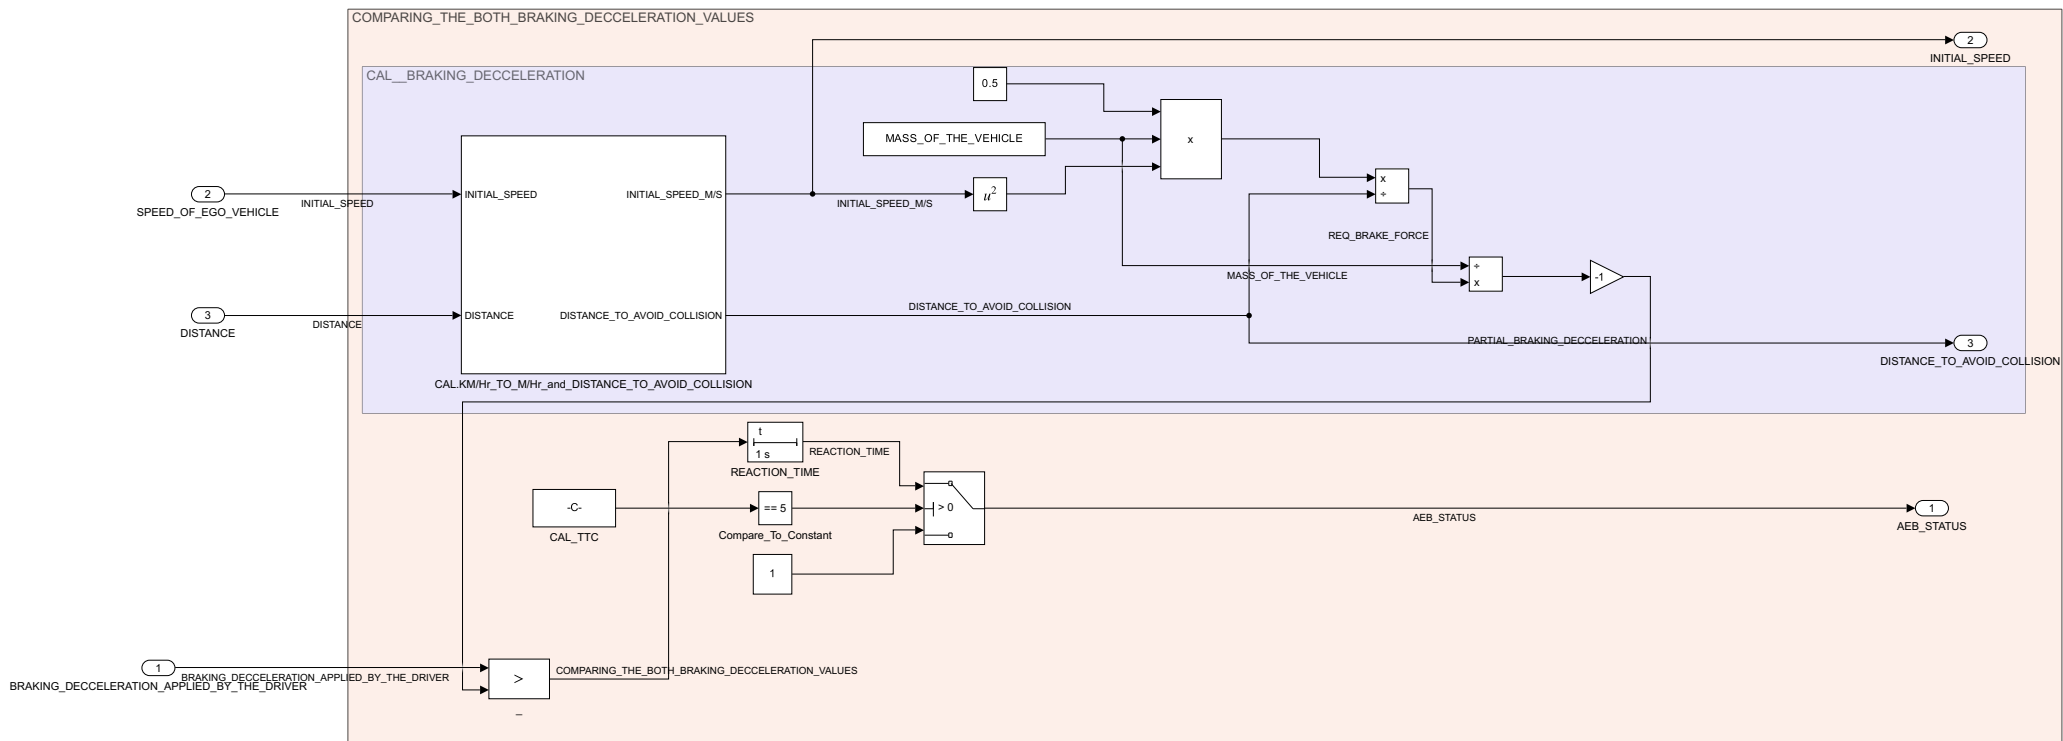 COMPARING_THE_BOTH_BRAKING_DECCELERATION_VALUES
2
INITIAL_SPEED
CAL__BRAKING_DECCELERATION
0.5
MASS_OF_THE_VEHICLE
x
2
SPEED_OF_EGO_VEHICLE
INITIAL_SPEED
INITIAL_SPEED
INITIAL_SPEED_M/S
INITIAL_SPEED_M/S
u²
x
÷
REQ_BRAKE_FORCE
MASS_OF_THE_VEHICLE
÷
x
-1
3
DISTANCE
DISTANCE
DISTANCE
DISTANCE_TO_AVOID_COLLISION
DISTANCE_TO_AVOID_COLLISION
CAL.KM/Hr_TO_M/Hr_and_DISTANCE_TO_AVOID_COLLISION
PARTIAL_BRAKING_DECCELERATION
3
DISTANCE_TO_AVOID_COLLISION
t
1 s
REACTION_TIME
REACTION_TIME
-C-
CAL_TTC
== 5
Compare_To_Constant
> 0
1
AEB_STATUS
1
AEB_STATUS
1
BRAKING_DECCELERATION_APPLIED_BY_THE_DRIVER
BRAKING_DECCELERATION_APPLIED_BY_THE_DRIVER
>
COMPARING_THE_BOTH_BRAKING_DECCELERATION_VALUES
_